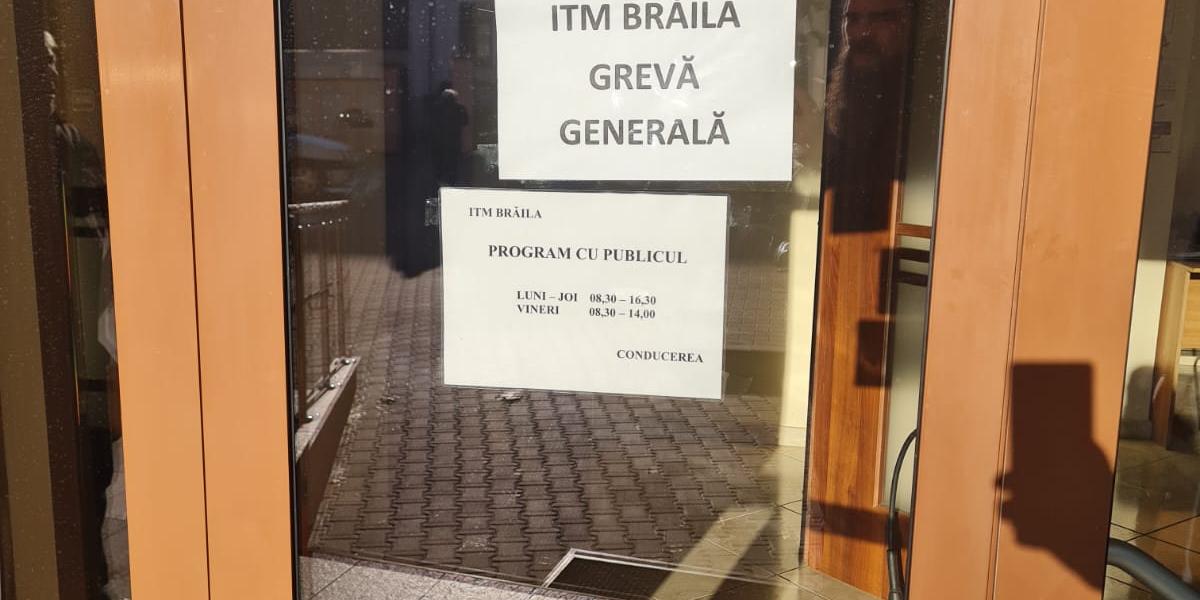 ITM BRĂILA
GREVĂ
GENERALĂ
ITM BRĂILA
PROGRAM CU PUBLICUL
LUNI – JOI 08,30 – 16,30
VINERI 08,30 – 14,00
CONDUCEREA